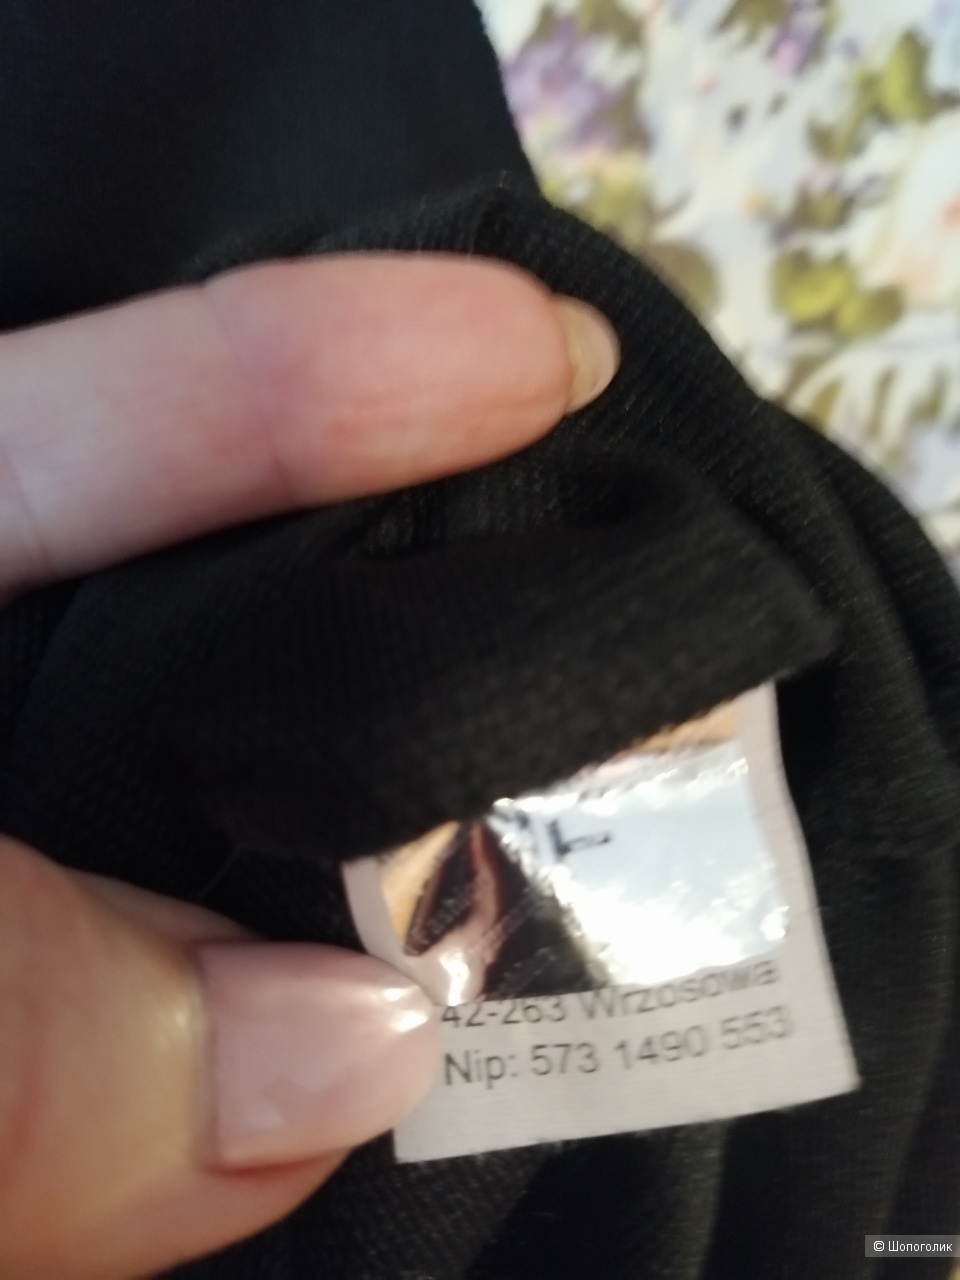 L
42-263 Wrzosowa
Nip: 573 1490 553
© Шопоголик